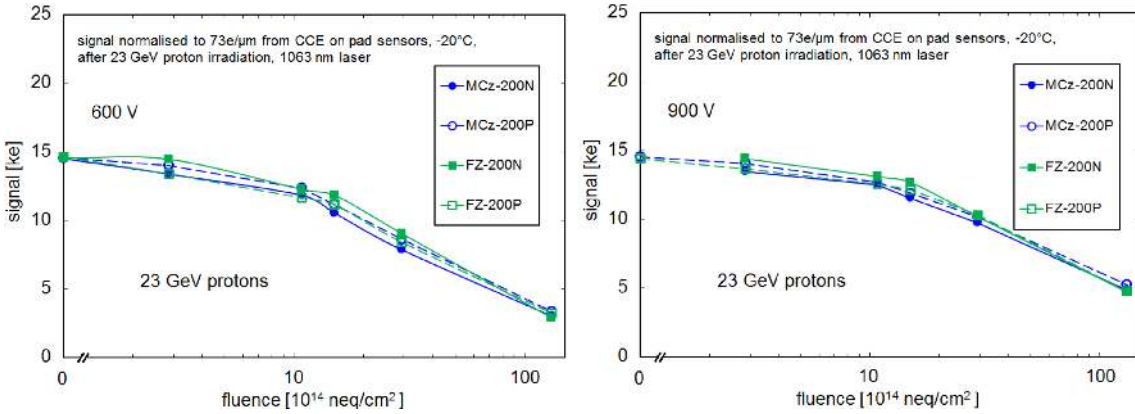 25
20
15
10
5
0
signal [ke]
signal normalised to 73e/µm from CCE on pad sensors, -20°C,
after 23 GeV proton irradiation, 1063 nm laser
600 V
MCz-200N
MCz-200P
FZ-200N
FZ-200P
23 GeV protons
0
10
100
fluence [10¹⁴ neq/cm²]
25
20
15
10
5
0
signal [ke]
signal normalised to 73e/µm from CCE on pad sensors, -20°C,
after 23 GeV proton irradiation, 1063 nm laser
900 V
MCz-200N
MCz-200P
FZ-200N
FZ-200P
23 GeV protons
0
10
100
fluence [10¹⁴ neq/cm²]